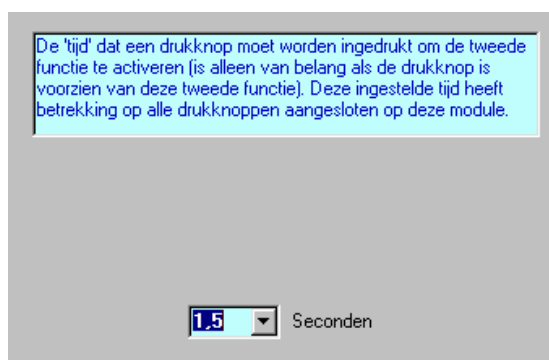 De 'tijd' dat een drukknop moet worden ingedrukt om de tweede
functie te activeren (is alleen van belang als de drukknop is
voorzien van deze tweede functie). Deze ingestelde tijd heeft
betrekking op alle drukknoppen aangesloten op deze module.
1,5 Seconden